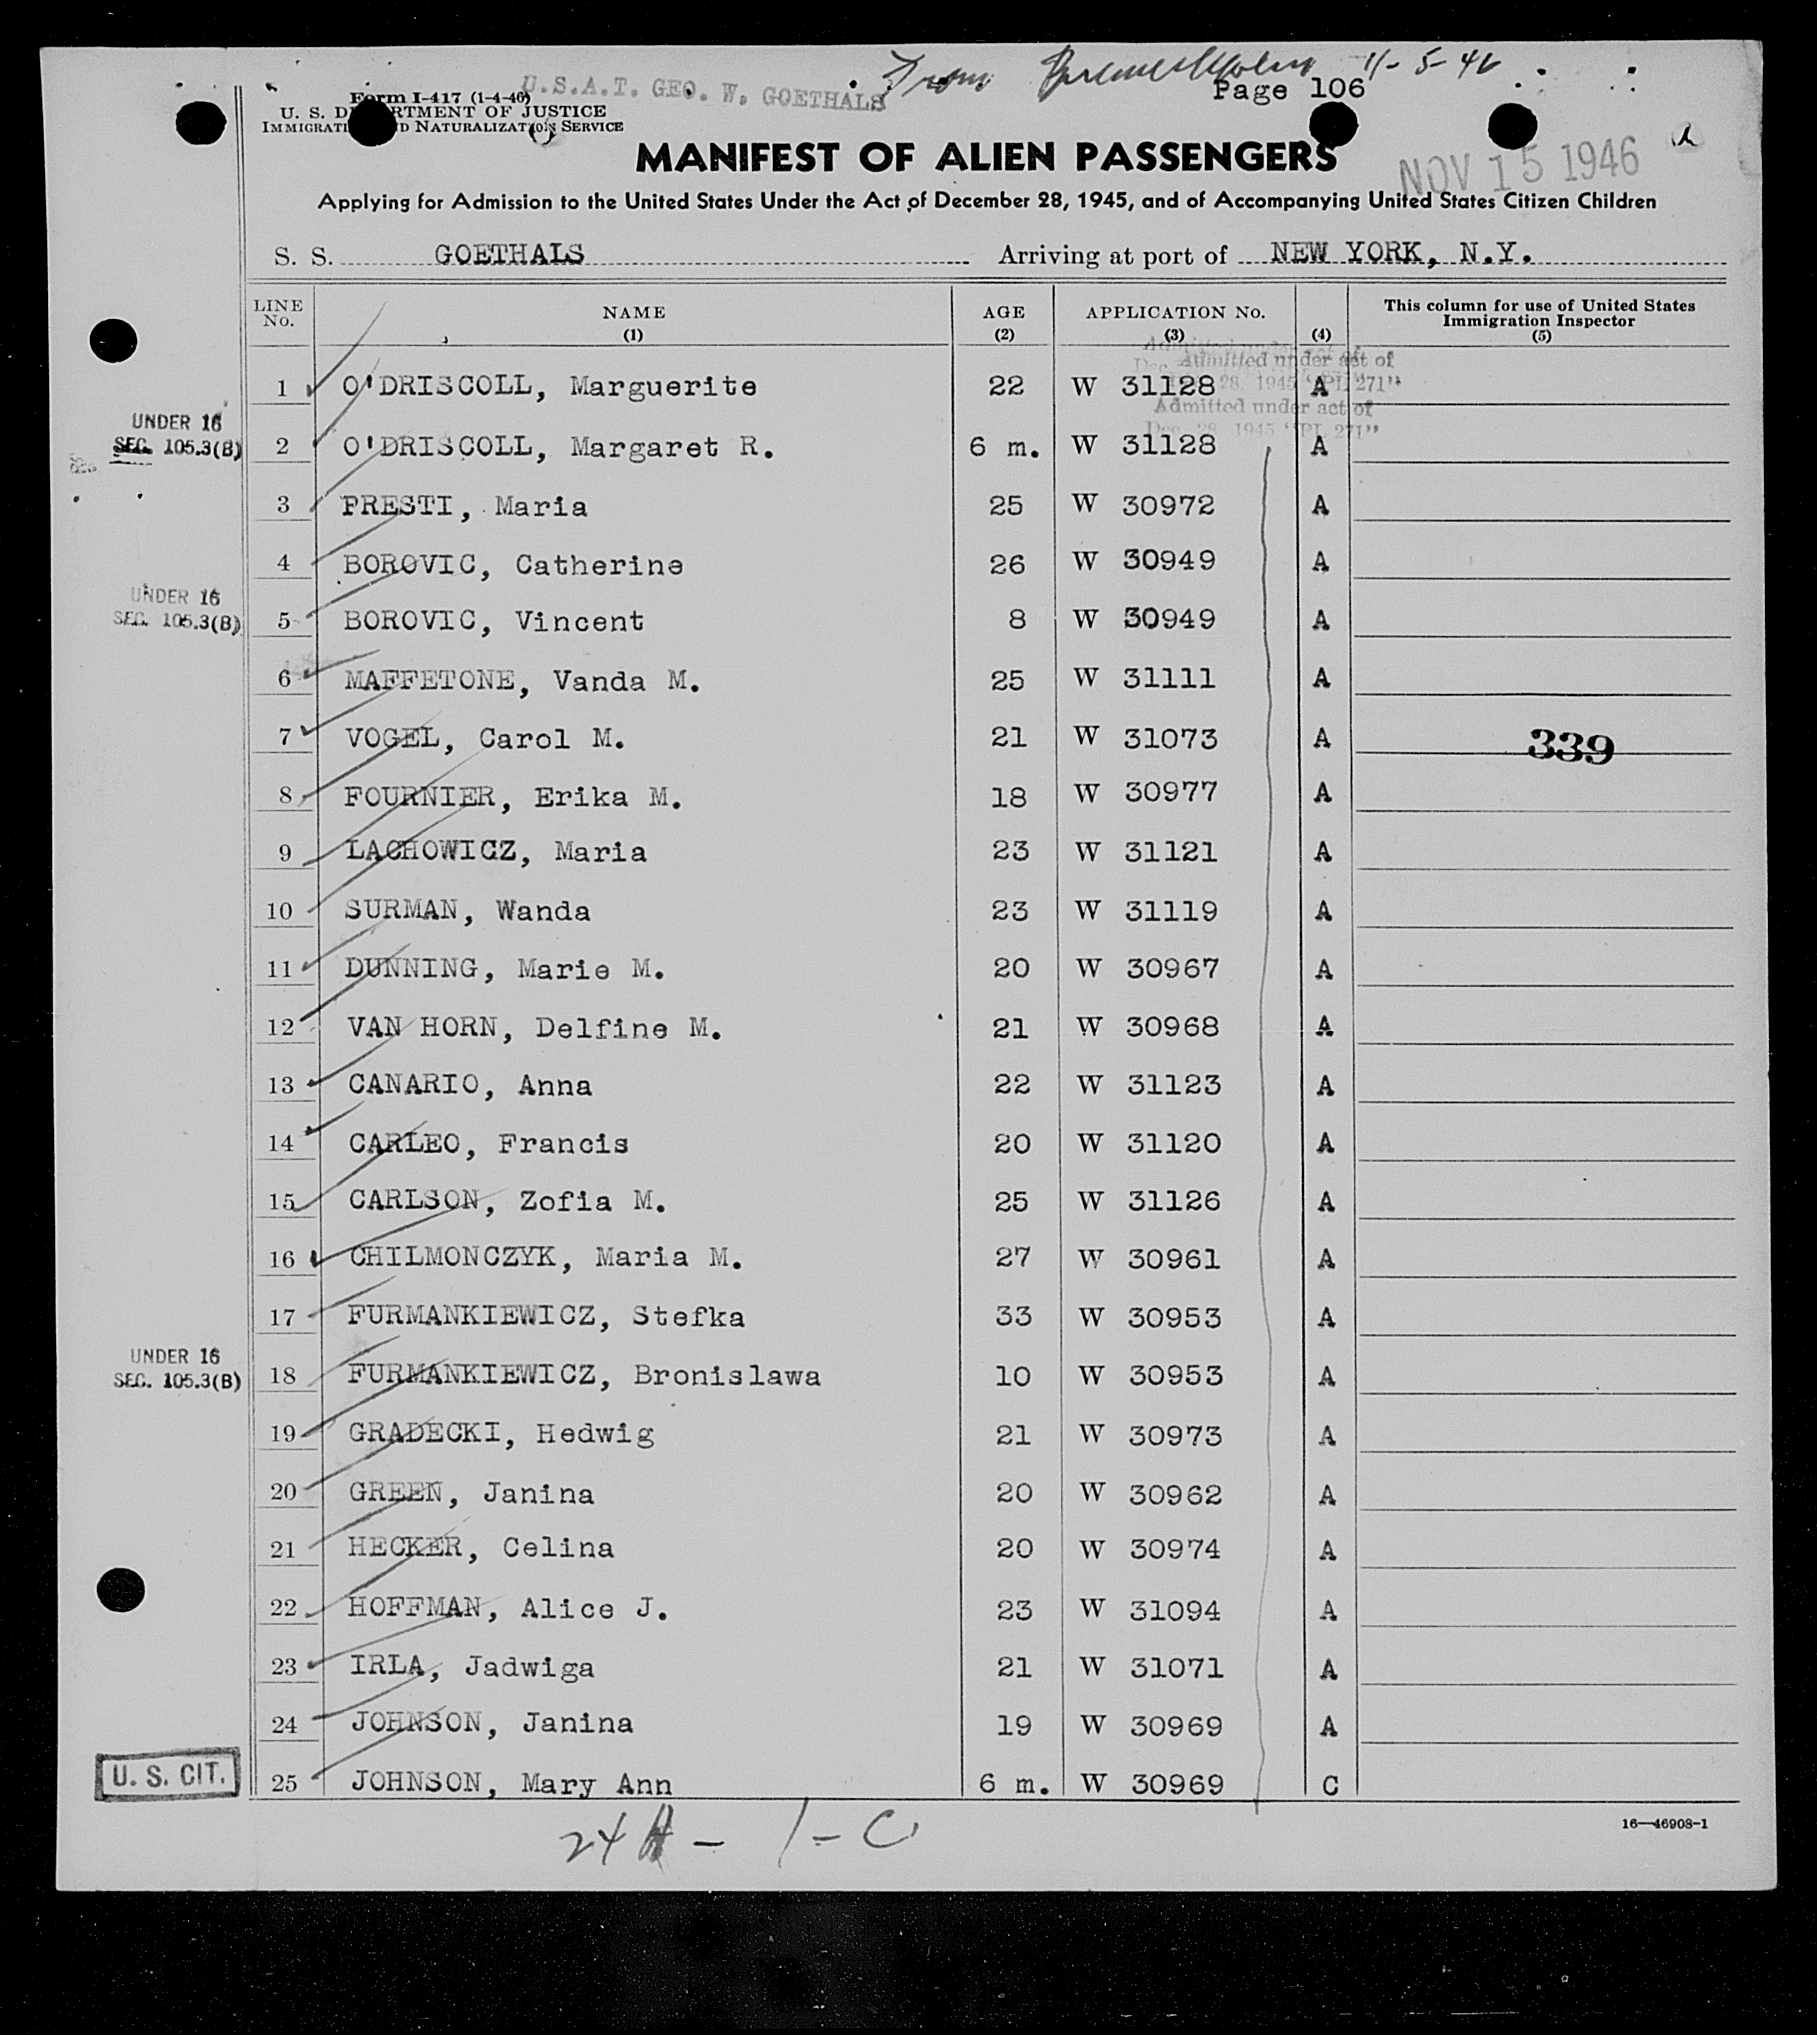 From Bremerhaven 11-5-46
U.S.A.T. GEO. W. GOETHALS
Page 106
Form I-417 (1-4-46)
U. S. DEPARTMENT OF JUSTICE
IMMIGRATION AND NATURALIZATION SERVICE
MANIFEST OF ALIEN PASSENGERS
NOV 15 1946
Applying for Admission to the United States Under the Act of December 28, 1945, and of Accompanying United States Citizen Children
S. S. GOETHALS Arriving at port of NEW YORK, N.Y.
LINE No. NAME (1) AGE (2) APPLICATION No. (3) (4) This column for use of United States Immigration Inspector (5)
Admitted under act of
Dec. 28, 1945 "PL 271"
1 O'DRISCOLL, Marguerite 22 W 31128 A
Admitted under act of
Dec. 28, 1945 "PL 271"
UNDER 16
SEC. 105.3(B) 2 O'DRISCOLL, Margaret R. 6 m. W 31128 A
3 PRESTI, Maria 25 W 30972 A
4 BOROVIC, Catherine 26 W 30949 A
UNDER 16
SEC. 105.3(B) 5 BOROVIC, Vincent 8 W 30949 A
6 MAFFETONE, Vanda M. 25 W 31111 A
7 VOGEL, Carol M. 21 W 31073 A 339
8 FOURNIER, Erika M. 18 W 30977 A
9 LACHOWICZ, Maria 23 W 31121 A
10 SURMAN, Wanda 23 W 31119 A
11 DUNNING, Marie M. 20 W 30967 A
12 VAN HORN, Delfine M. 21 W 30968 A
13 CANARIO, Anna 22 W 31123 A
14 CARLEO, Francis 20 W 31120 A
15 CARLSON, Zofia M. 25 W 31126 A
16 CHILMONCZYK, Maria M. 27 W 30961 A
17 FURMANKIEWICZ, Stefka 33 W 30953 A
UNDER 16
SEC. 105.3(B) 18 FURMANKIEWICZ, Bronislawa 10 W 30953 A
19 GRADECKI, Hedwig 21 W 30973 A
20 GREEN, Janina 20 W 30962 A
21 HECKER, Celina 20 W 30974 A
22 HOFFMAN, Alice J. 23 W 31094 A
23 IRLA, Jadwiga 21 W 31071 A
24 JOHNSON, Janina 19 W 30969 A
U. S. CIT. 25 JOHNSON, Mary Ann 6 m. W 30969 C
24 A - 1 - C
16—46908-1